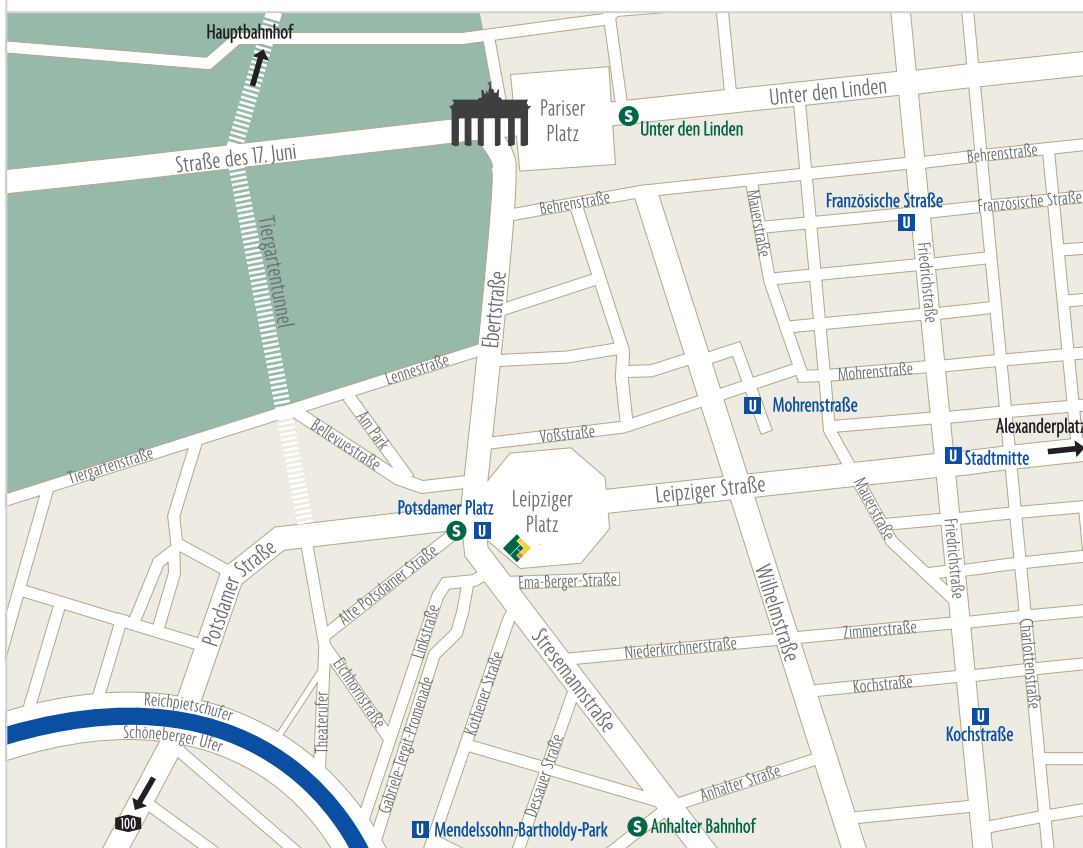 Hauptbahnhof
Unter den Linden
Pariser
Platz
S
Unter den Linden
Straße des 17. Juni
Behrenstraße
Behrenstraße
Französische Straße
U
Französische Straße
Mauerstraße
Tiergartentunnel
Friedrichstraße
Ebertstraße
Lennestraße
Mohrenstraße
U
Mohrenstraße
Am Park
Bellevuestraße
Voßstraße
Alexanderplatz
Tiergartenstraße
U
Stadtmitte
Leipziger
Platz
Leipziger Straße
Mauerstraße
Potsdamer Platz
S
U
Friedrichstraße
Potsdamer Straße
Alte Potsdamer Straße
Ema-Berger-Straße
Wilhelmstraße
Linkstraße
Zimmerstraße
Niederkirchnerstraße
Stresemannstraße
Charlottenstraße
Köthener Straße
Eichhornstraße
Kochstraße
Theaterufer
Gabriele-Tergit-Promenade
Reichpietschufer
Schöneberger Ufer
U
Kochstraße
Dessauer Straße
Anhalter Straße
100
U
Mendelssohn-Bartholdy-Park
S
Anhalter Bahnhof